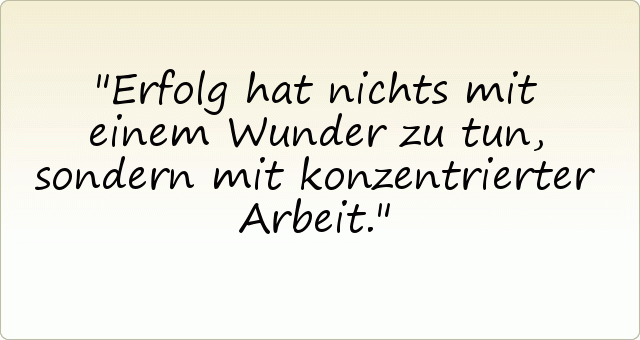 "Erfolg hat nichts mit
einem Wunder zu tun,
sondern mit konzentrierter
Arbeit."